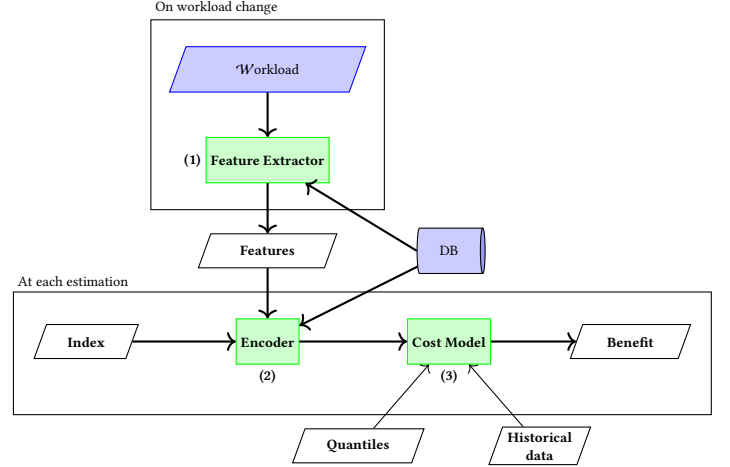 On workload change
Workload
(1) Feature Extractor
Features
DB
At each estimation
Index
Encoder
Cost Model
Benefit
(2)
(3)
Quantiles
Historical
data